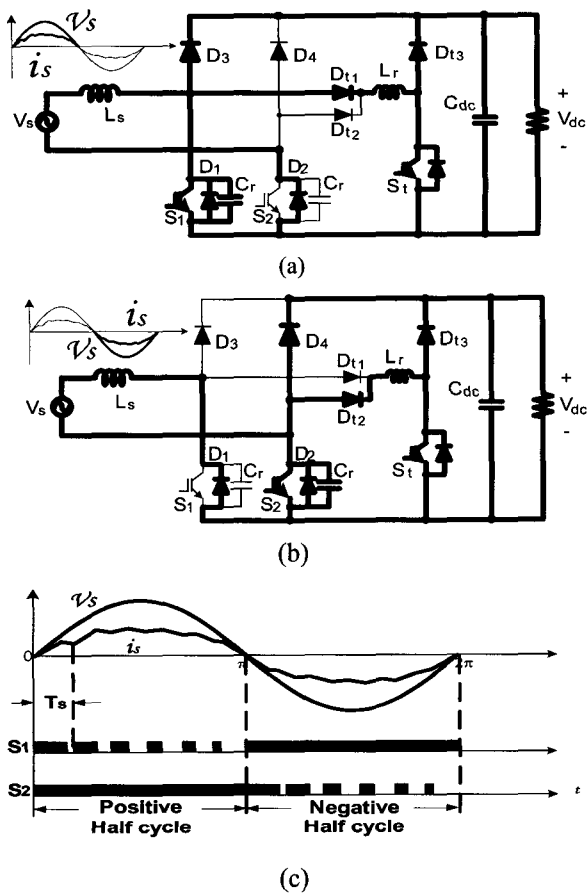 Vs
is
D3
D4
Dt1
Lr
Dt3
Ls
Dt2
Cdc
+
Vdc
-
Vs
D1
Cr
D2
Cr
S1
S2
St
(a)
is
Vs
D3
D4
Dt1
Lr
Dt3
Ls
Dt2
Cdc
+
Vdc
-
Vs
D1
Cr
D2
Cr
S1
S2
St
(b)
Vs
is
0
π
2π
Ts
S1
S2
Positive
Half cycle
Negative
Half cycle
t
(c)